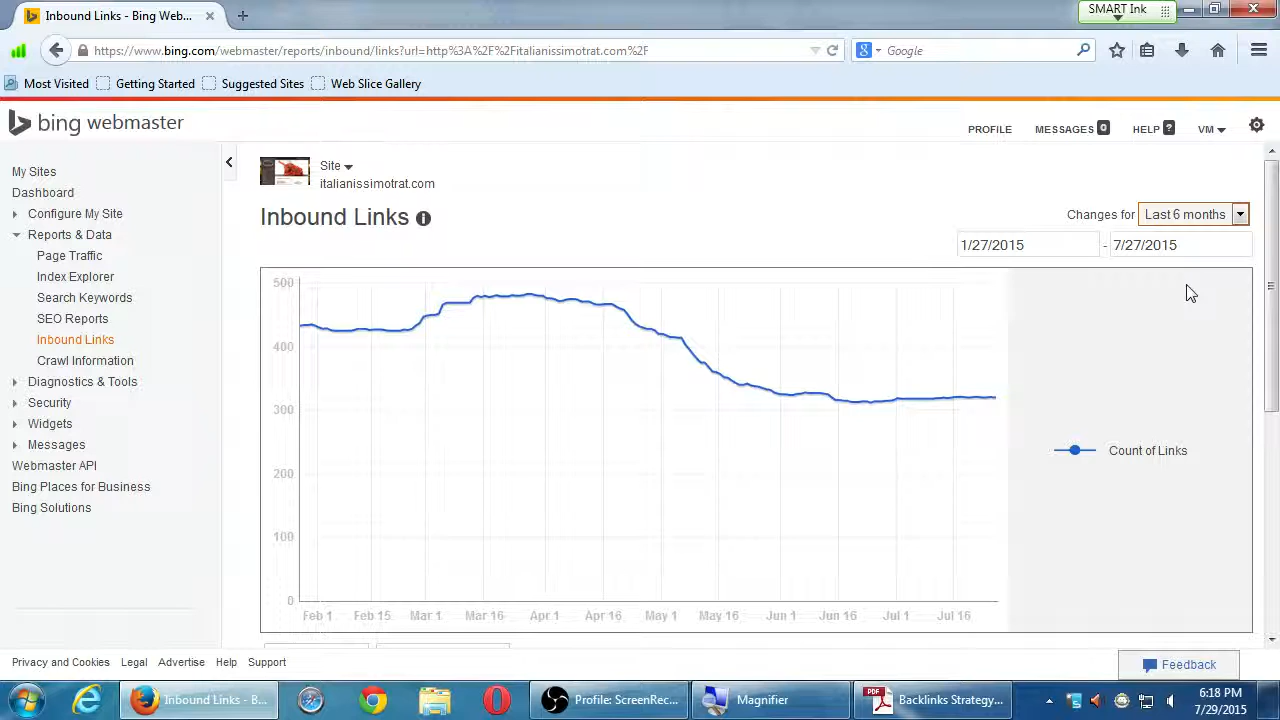 Inbound Links - Bing Web...
SMART Ink
https://www.bing.com/webmaster/reports/inbound/links?url=http%3A%2F%2Fitalianissimotrat.com%2F
Google
Most Visited
Getting Started
Suggested Sites
Web Slice Gallery
bing webmaster
PROFILE
MESSAGES 0
HELP ?
VM
My Sites
Dashboard
Configure My Site
Reports & Data
Page Traffic
Index Explorer
Search Keywords
SEO Reports
Inbound Links
Crawl Information
Diagnostics & Tools
Security
Widgets
Messages
Webmaster API
Bing Places for Business
Bing Solutions
Site
italianissimotrat.com
Inbound Links
Changes for Last 6 months
1/27/2015 - 7/27/2015
500
400
300
200
100
0
Feb 1 Feb 15 Mar 1 Mar 16 Apr 1 Apr 16 May 1 May 16 Jun 1 Jun 16 Jul 1 Jul 16
Count of Links
Privacy and Cookies Legal Advertise Help Support
Feedback
Inbound Links - B...
Profile: ScreenRec...
Magnifier
PDF
Backlinks Strategy...
6:18 PM
7/29/2015